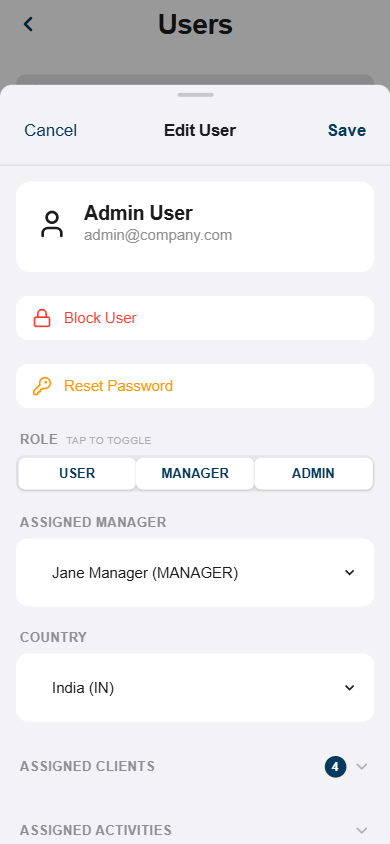 Users
Cancel
Edit User
Save
Admin User
admin@company.com
Block User
Reset Password
ROLE TAP TO TOGGLE
USER MANAGER ADMIN
ASSIGNED MANAGER
Jane Manager (MANAGER)
COUNTRY
India (IN)
ASSIGNED CLIENTS 4
ASSIGNED ACTIVITIES